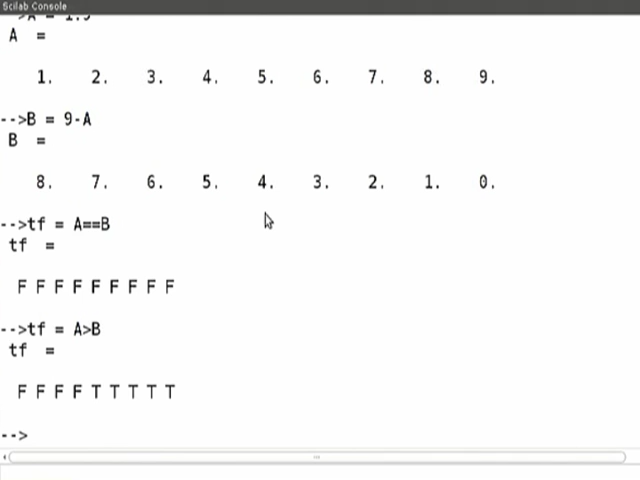 Scilab Console
A =
1. 2. 3. 4. 5. 6. 7. 8. 9.
-->B = 9-A
B =
8. 7. 6. 5. 4. 3. 2. 1. 0.
-->tf = A==B
tf =
F F F F F F F F F
-->tf = A>B
tf =
F F F F T T T T T
-->